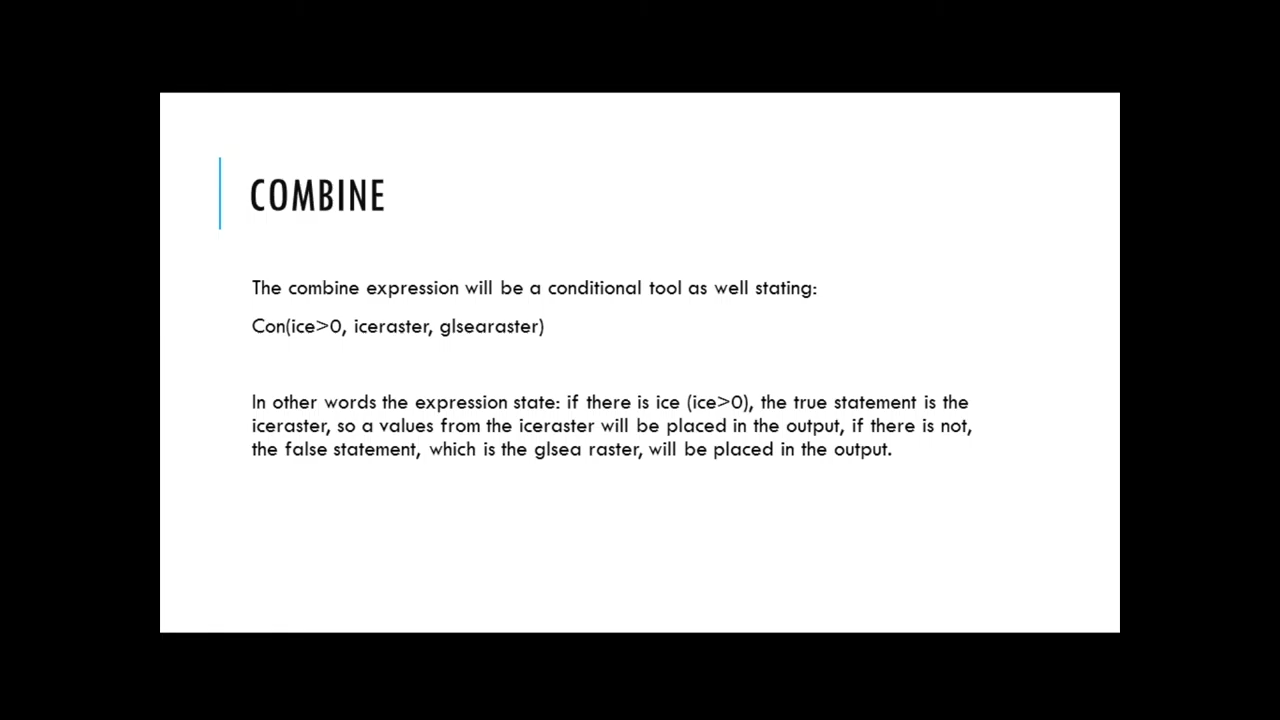 COMBINE
The combine expression will be a conditional tool as well stating:
Con(ice>0, iceraster, glsearaster)
In other words the expression state: if there is ice (ice>0), the true statement is the
iceraster, so a values from the iceraster will be placed in the output, if there is not,
the false statement, which is the glsea raster, will be placed in the output.